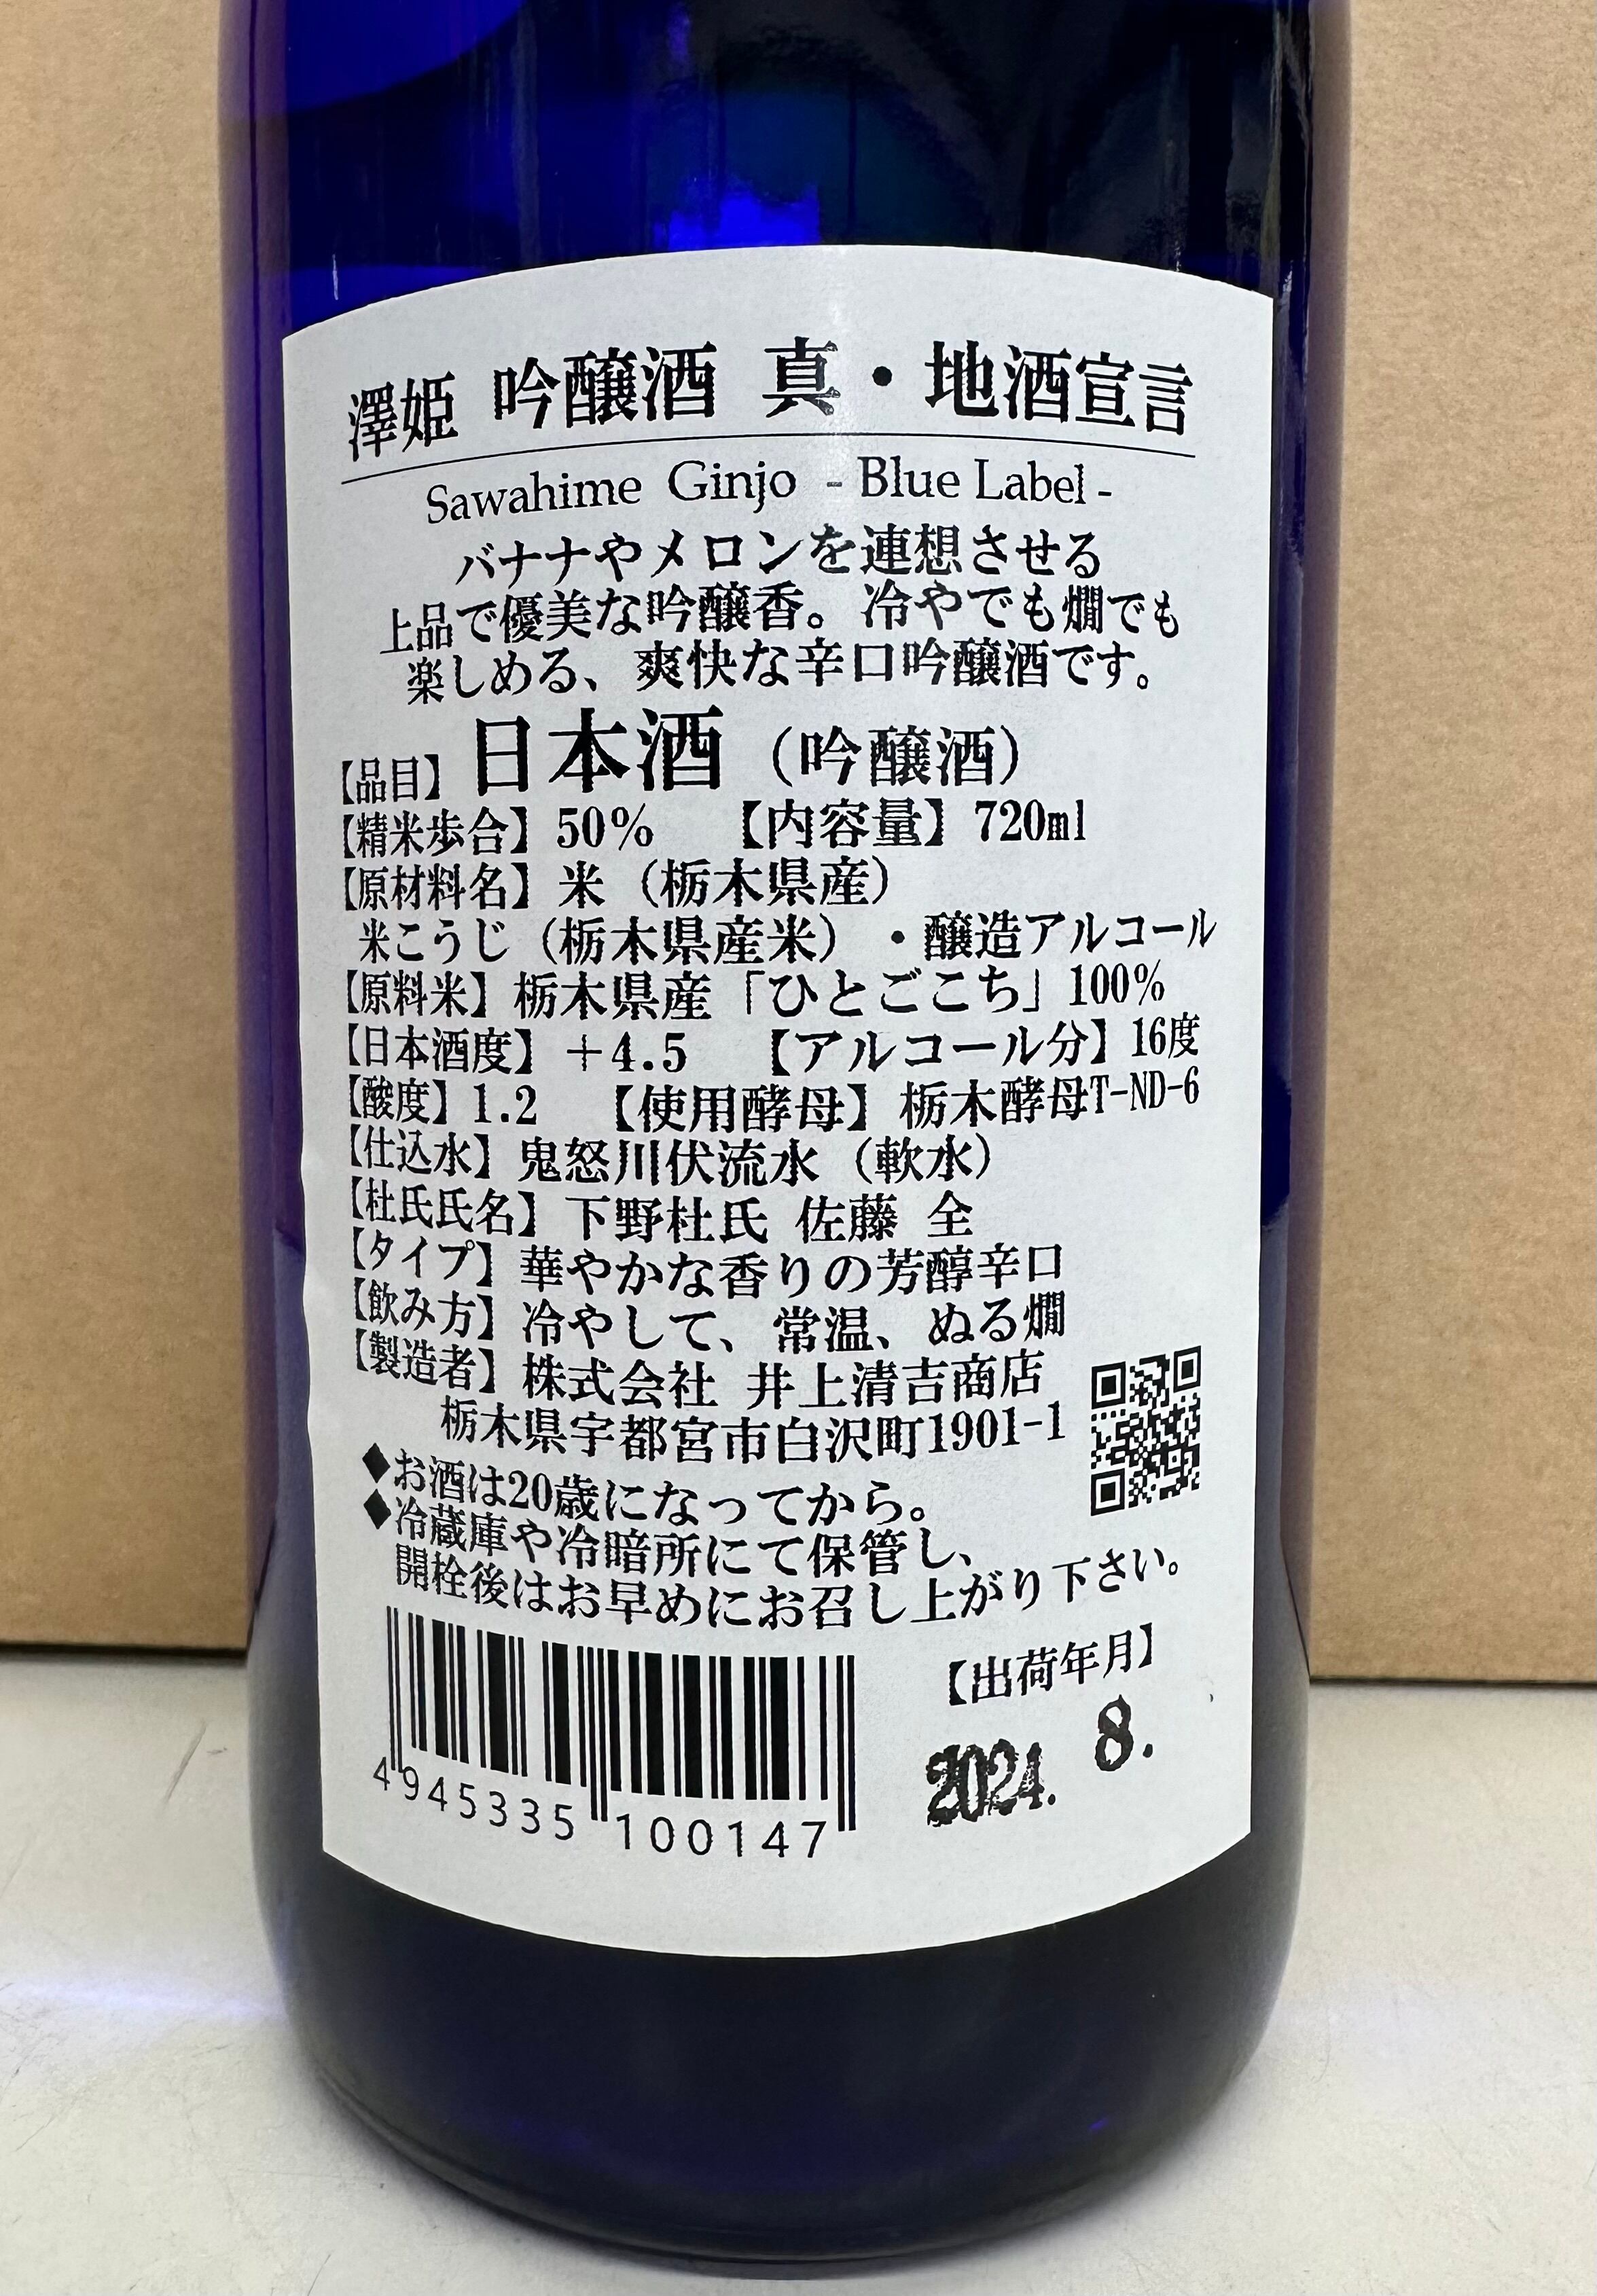 澤姫 吟醸酒 真・地酒宣言
Sawahime Ginjo - Blue Label -
バナナやメロンを連想させる
上品で優美な吟醸香。冷やでも燗でも
楽しめる、爽快な辛口吟醸酒です。
【品目】日本酒（吟醸酒）
【精米歩合】50% 【内容量】720ml
【原材料名】米（栃木県産）
米こうじ（栃木県産米）・醸造アルコール
【原料米】栃木県産「ひとごこち」100%
【日本酒度】＋4.5 【アルコール分】16度
【酸度】1.2 【使用酵母】栃木酵母T-ND-6
【仕込水】鬼怒川伏流水（軟水）
【杜氏氏名】下野杜氏 佐藤 全
【タイプ】華やかな香りの芳醇辛口
【飲み方】冷やして、常温、ぬる燗
【製造者】株式会社 井上清吉商店
栃木県宇都宮市白沢町1901-1
◆お酒は20歳になってから。
◆冷蔵庫や冷暗所にて保管し、
開栓後はお早めにお召し上がり下さい。
【出荷年月】
2024. 8.
4945335100147